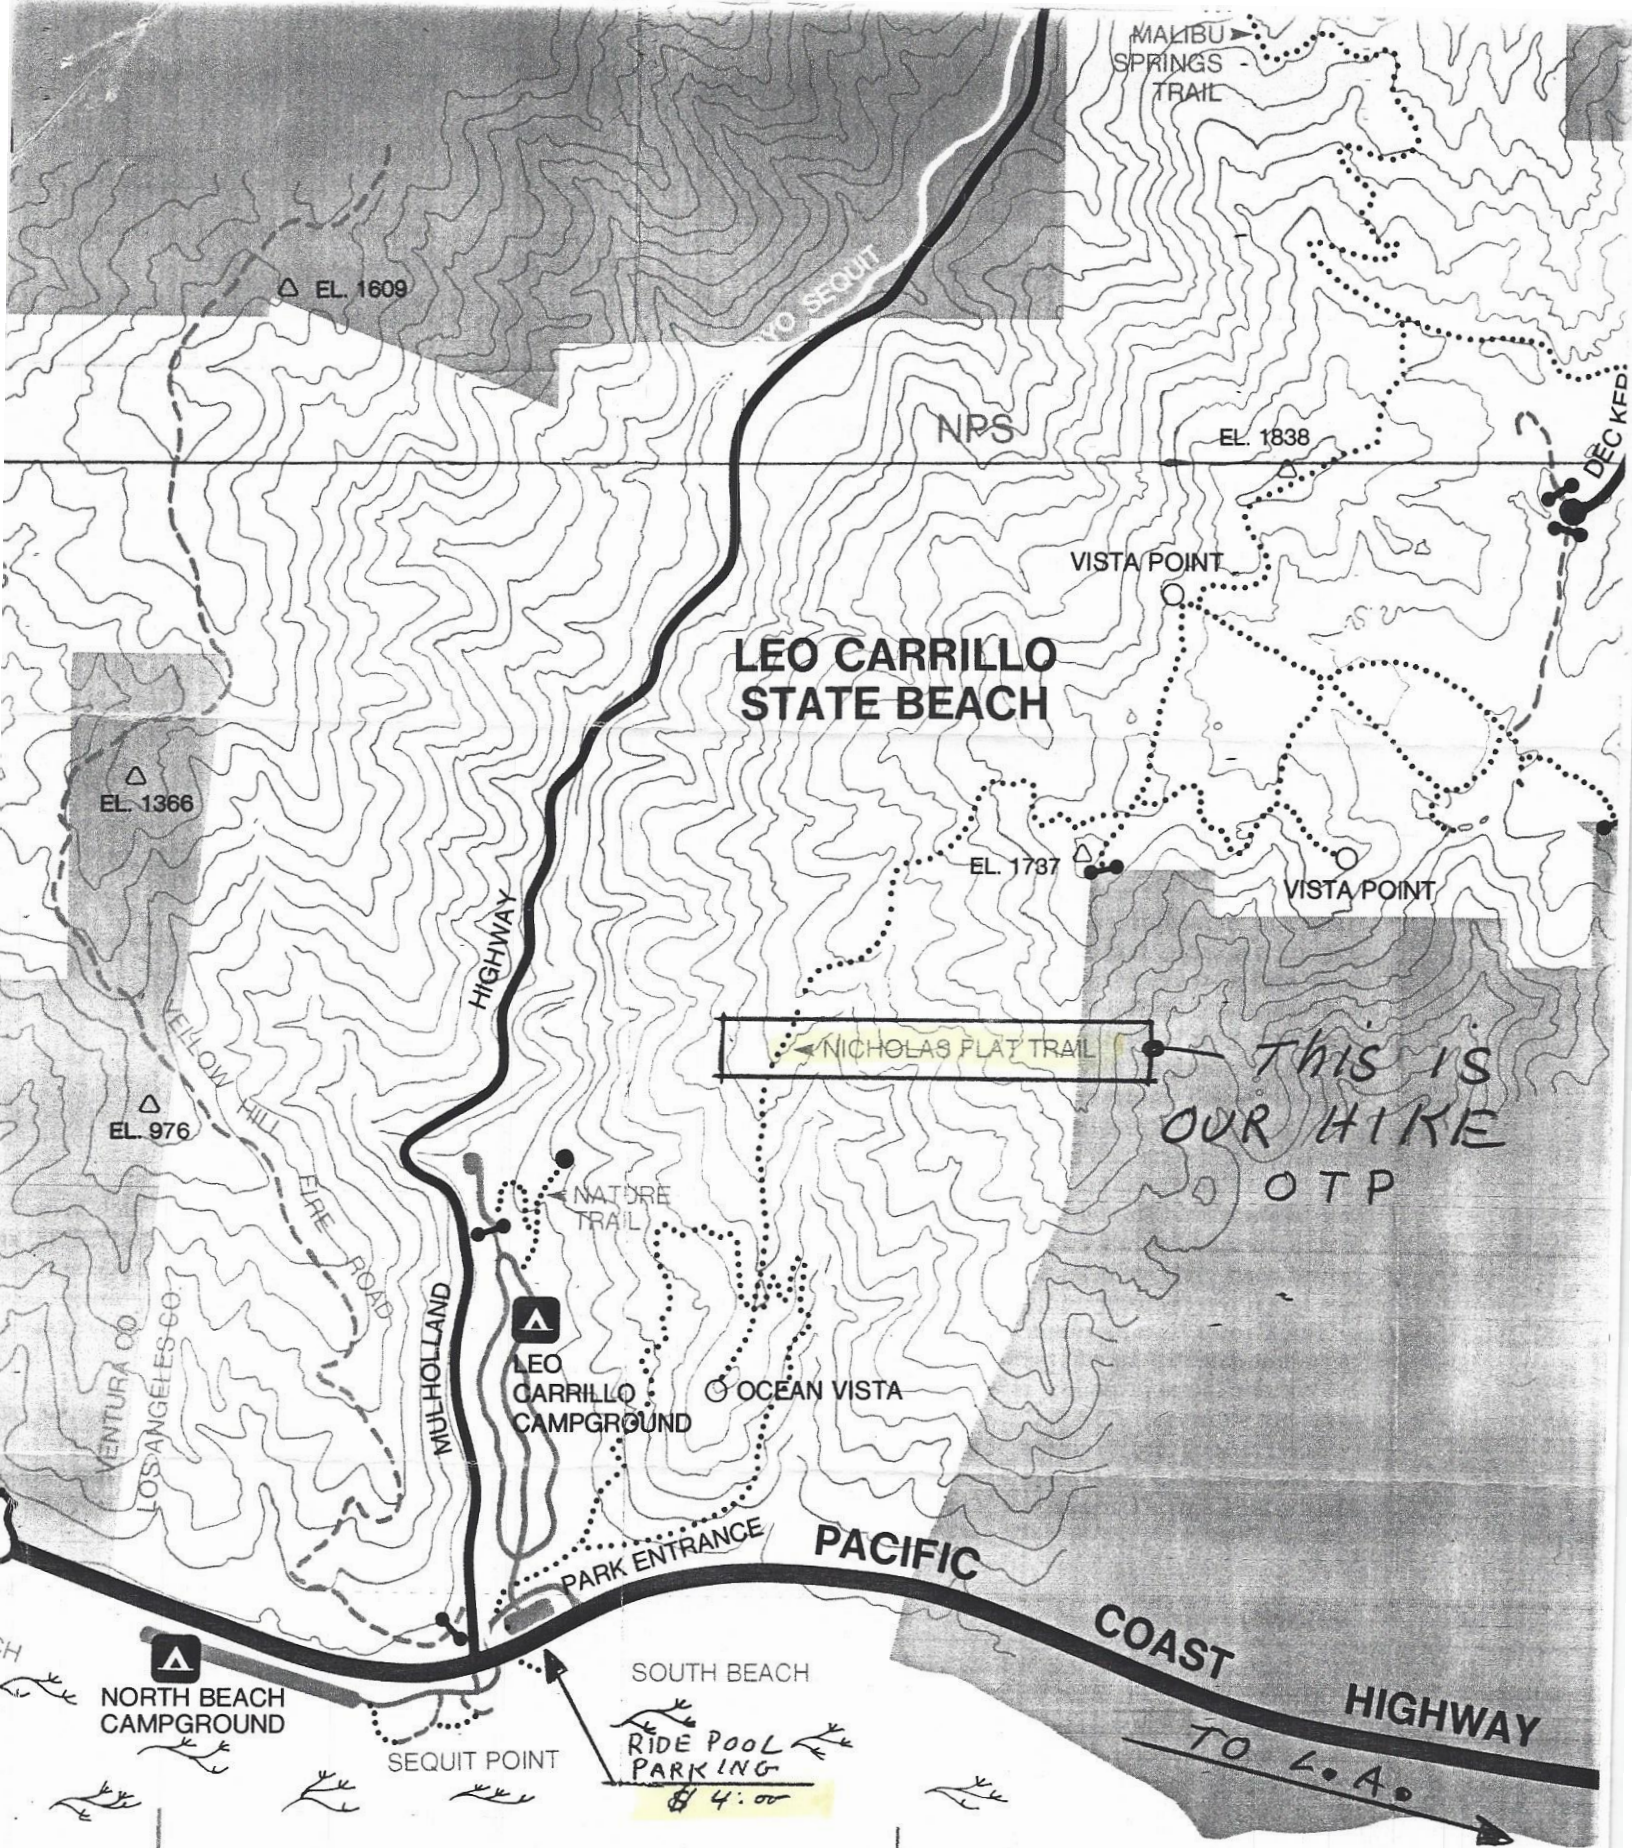 MALIBU
SPRINGS
TRAIL
EL. 1609
YO SEQUIT
NPS
EL. 1838
DECKER
VISTA POINT
LEO CARRILLO
STATE BEACH
EL. 1366
EL. 1737
VISTA POINT
HIGHWAY
NICHOLAS FLAT TRAIL
THIS IS
OUR HIKE
OTP
YELLOW HILL FIRE ROAD
EL. 976
NATURE
TRAIL
MULHOLLAND
VENTURA CO.
LOS ANGELES CO.
LEO
CARRILLO
CAMPGROUND
OCEAN VISTA
PARK ENTRANCE
PACIFIC COAST HIGHWAY
CH
NORTH BEACH
CAMPGROUND
SOUTH BEACH
SEQUIT POINT
RIDE POOL
PARKING
$ 4.00
TO L.A.